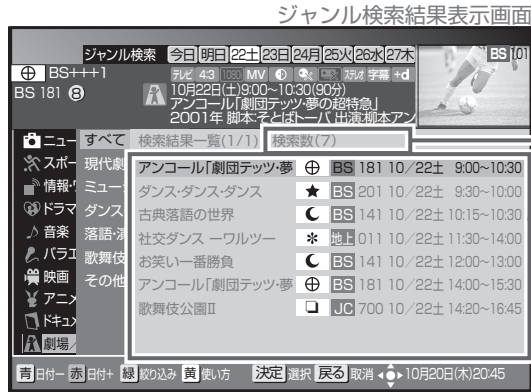 ジャンル検索結果表示画面
ジャンル検索 今日 明日 22土 23日 24月 25火 26水 27木
BS 101
BS+++1
テレビ 4:3 1080 MV ステレオ 字幕 +d
BS 181 ⑧
10月22日(土)9:00~10:30(90分)
アンコール「劇団テッツ・夢の超特急」
2001年 脚本:そとばトーバ 出演:柳本アン
ニュー すべて 検索結果一覧(1/1) 検索数(7)
スポー 現代劇 アンコール「劇団テッツ・夢 BS 181 10/22土 9:00~10:30
情報・ ミュー ダンス・ダンス・ダンス ★ BS 201 10/22土 9:30~10:00
ドラマ ダンス 古典落語の世界 BS 141 10/22土 10:15~10:30
音楽 落語・演 社交ダンス ーワルツー 地上 011 10/22土 11:30~14:00
バラエ 歌舞伎 お笑い一番勝負 BS 141 10/22土 12:00~13:00
映画 その他 アンコール「劇団テッツ・夢 BS 181 10/22土 14:00~15:30
アニメ 歌舞伎公園Ⅱ JC 700 10/22土 14:20~16:45
ドキュメ
劇場/
青 日付ー 赤 日付+ 緑 絞り込み 黄 使い方 決定 選択 戻る 取消 10月20日(木)20:45